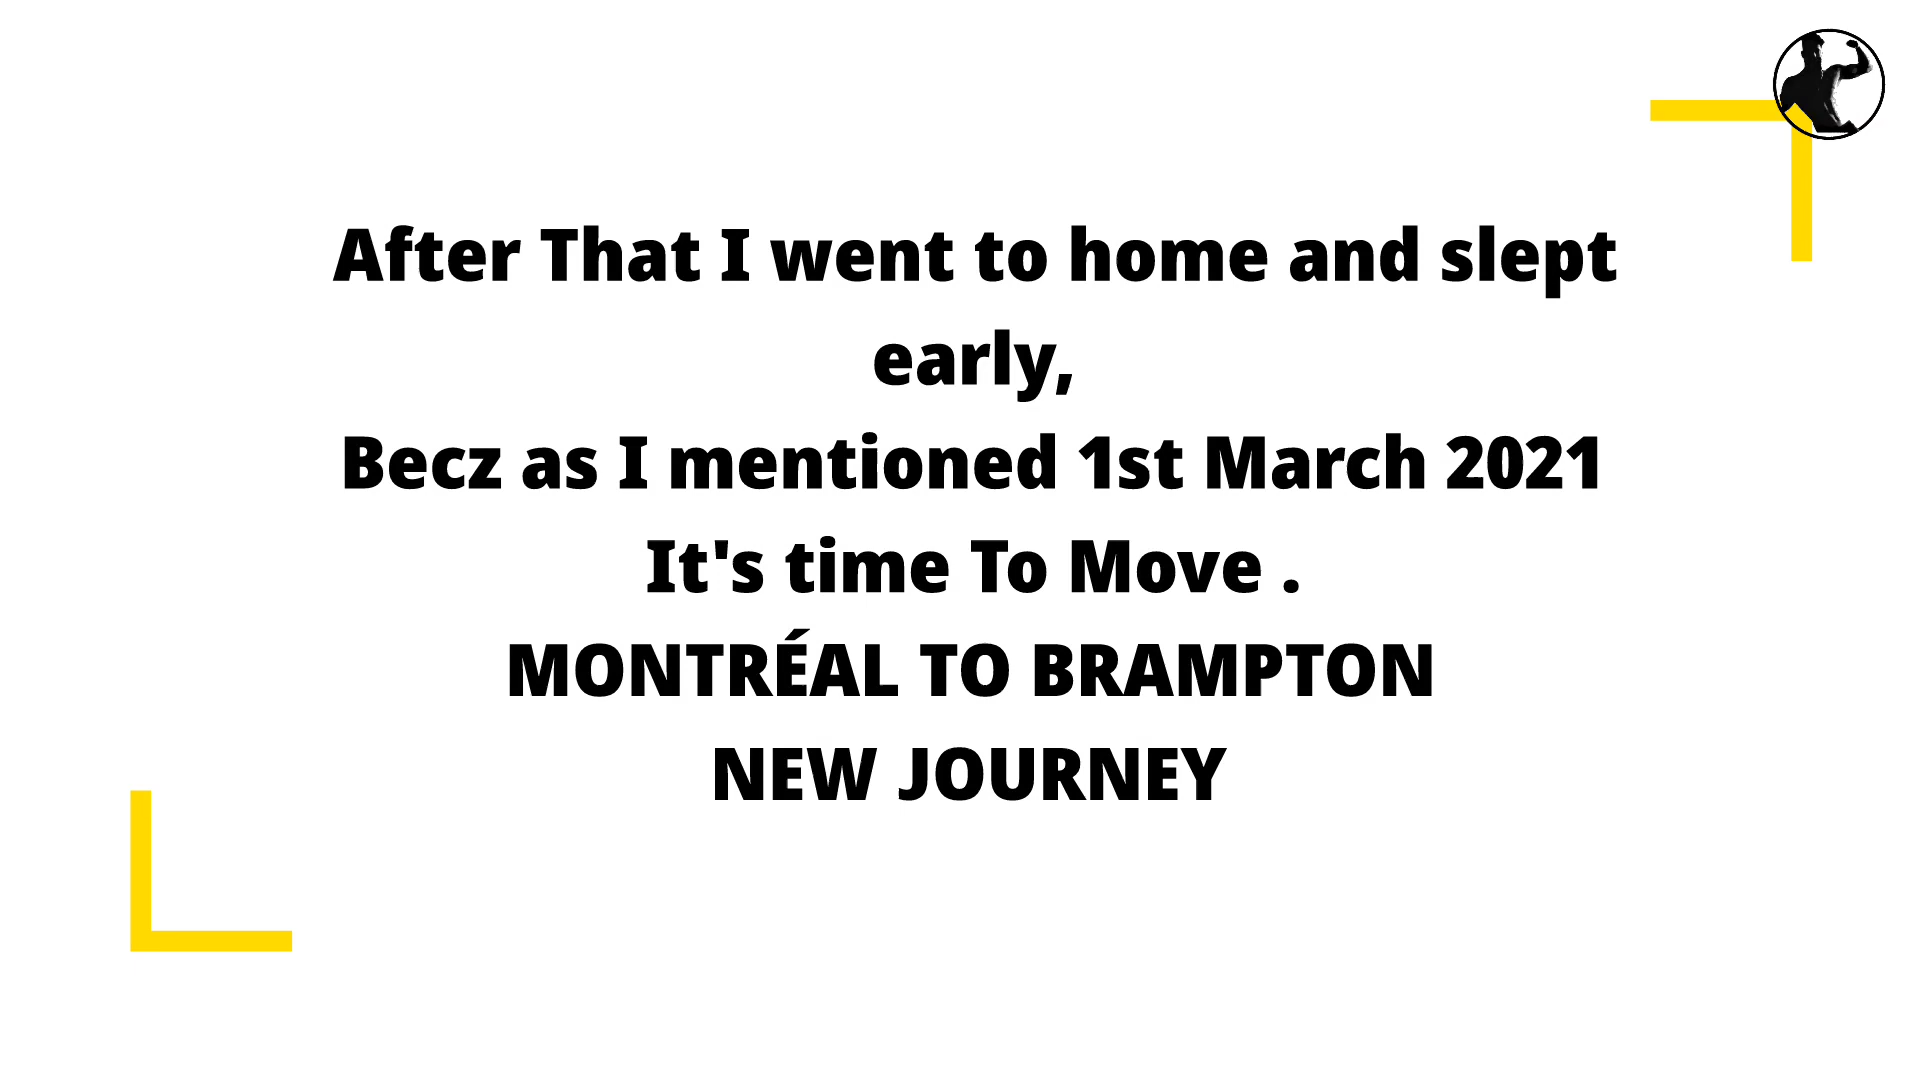 After That I went to home and slept
early,
Becz as I mentioned 1st March 2021
It's time To Move .
MONTRÉAL TO BRAMPTON
NEW JOURNEY